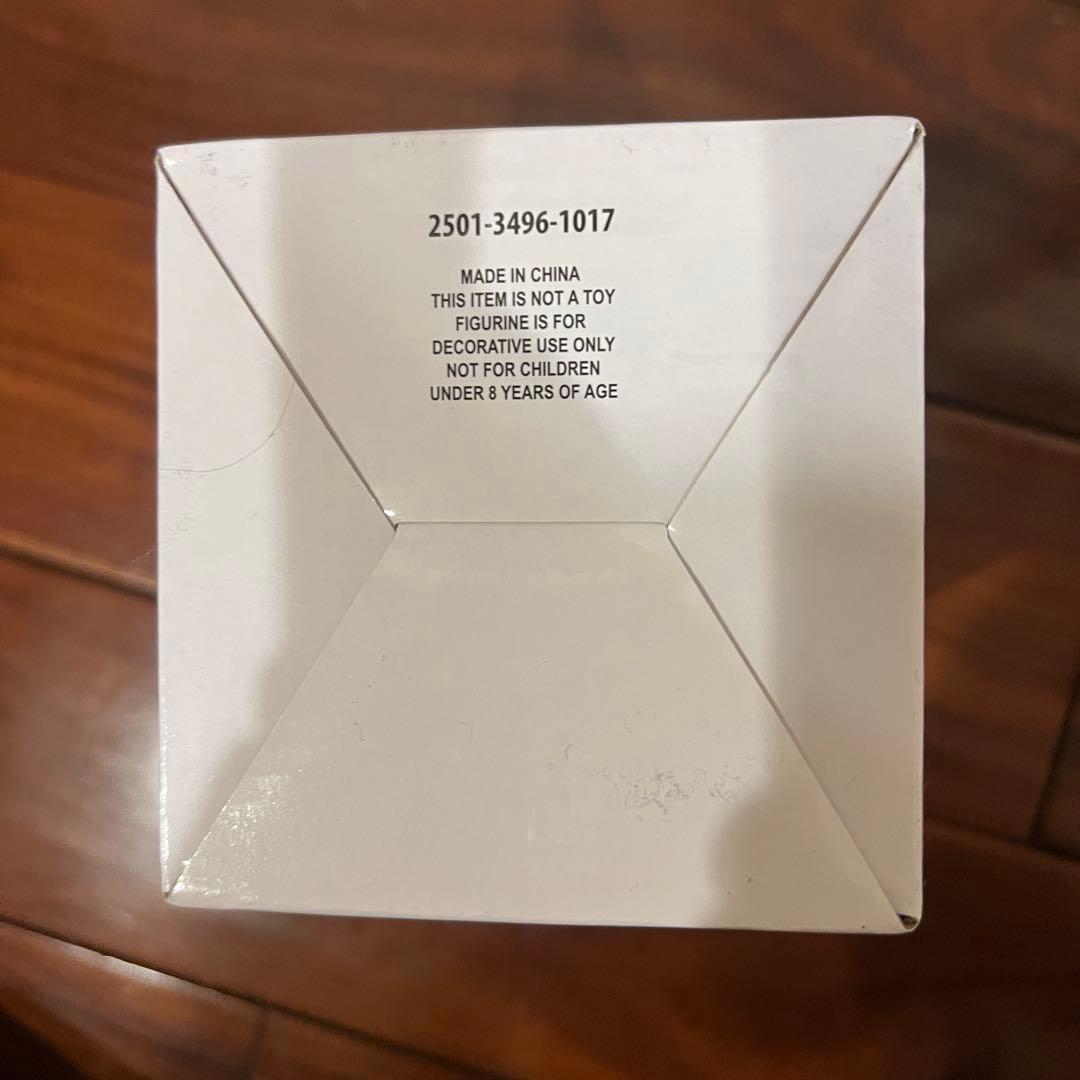 2501-3496-1017
MADE IN CHINA
THIS ITEM IS NOT A TOY
FIGURINE IS FOR
DECORATIVE USE ONLY
NOT FOR CHILDREN
UNDER 8 YEARS OF AGE